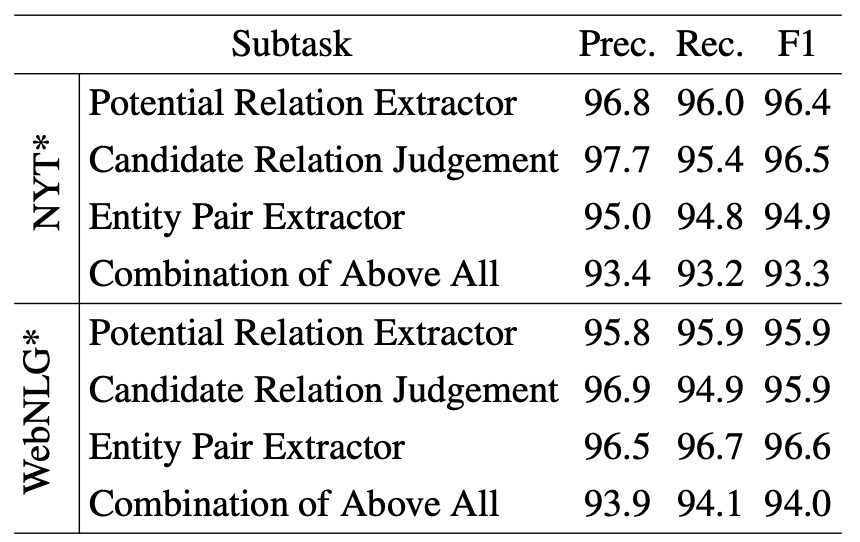 Subtask Prec. Rec. F1
NYT*
Potential Relation Extractor 96.8 96.0 96.4
Candidate Relation Judgement 97.7 95.4 96.5
Entity Pair Extractor 95.0 94.8 94.9
Combination of Above All 93.4 93.2 93.3
WebNLG*
Potential Relation Extractor 95.8 95.9 95.9
Candidate Relation Judgement 96.9 94.9 95.9
Entity Pair Extractor 96.5 96.7 96.6
Combination of Above All 93.9 94.1 94.0